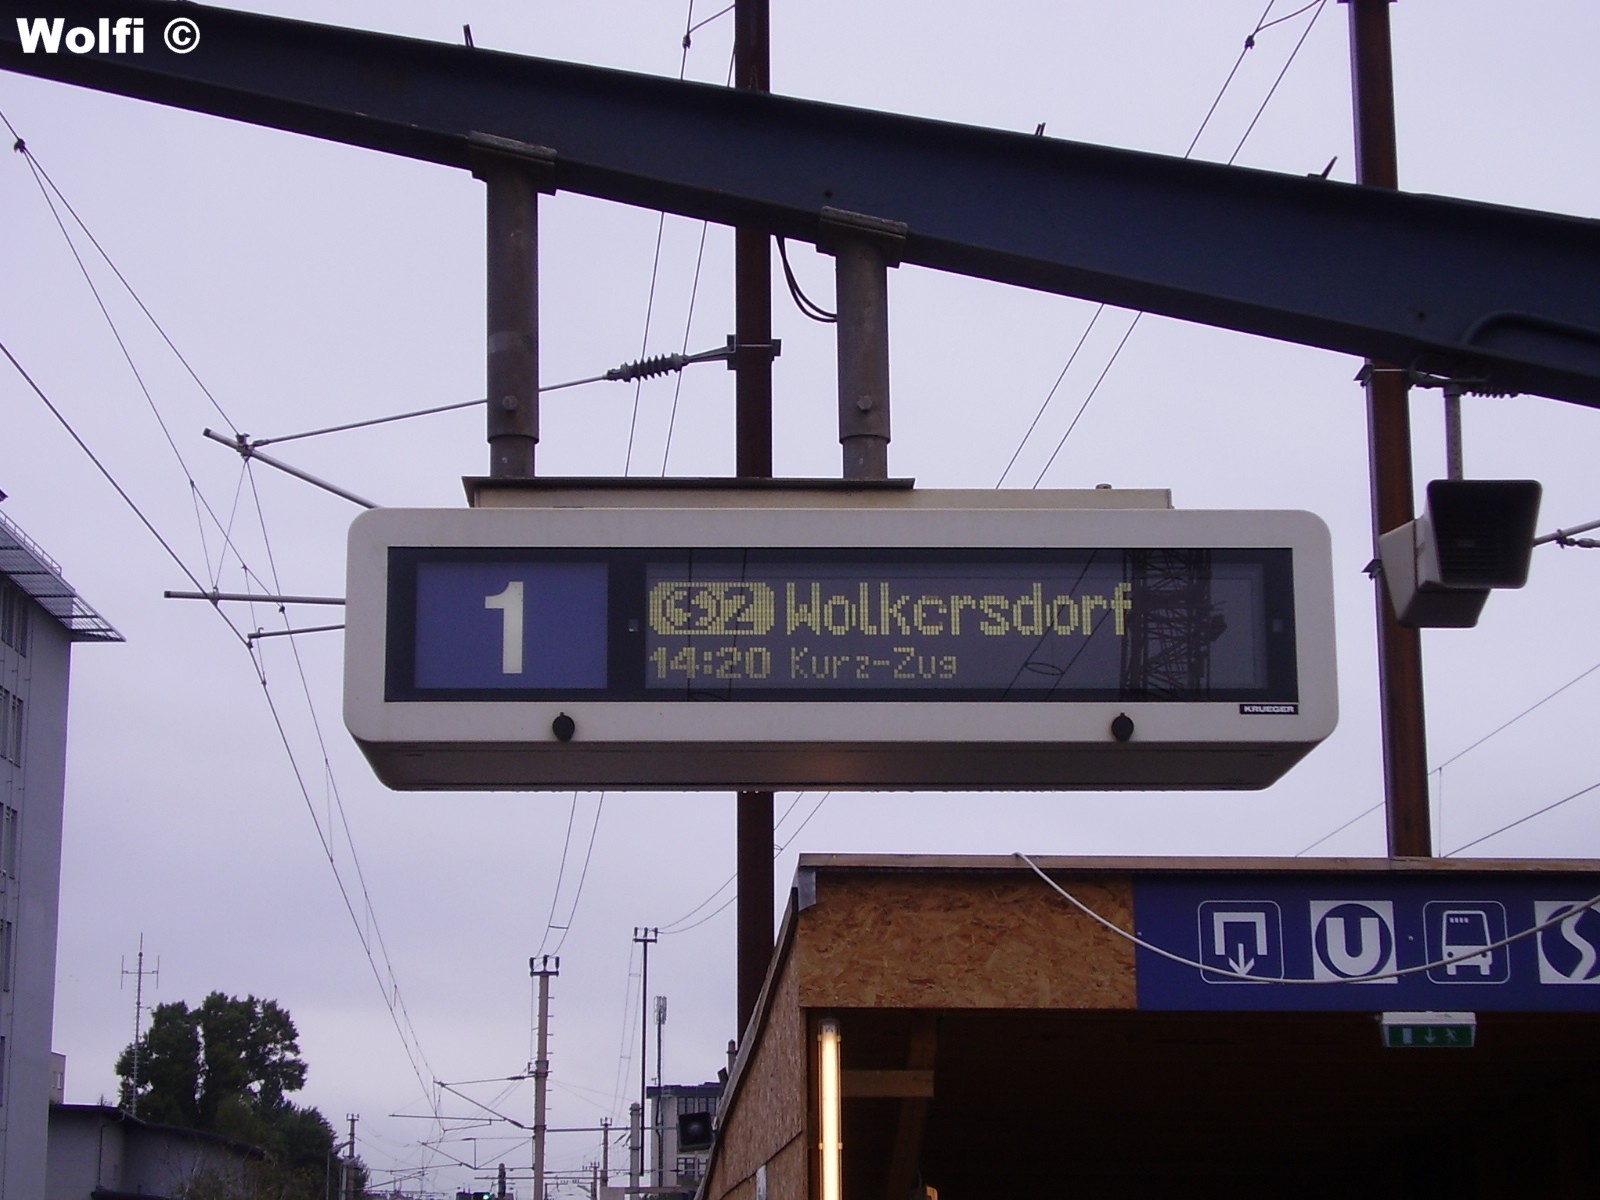 Wolfi ©
1
S2 Wolkersdorf
14:20 Kurz-Zug
KRUEGER
U
S